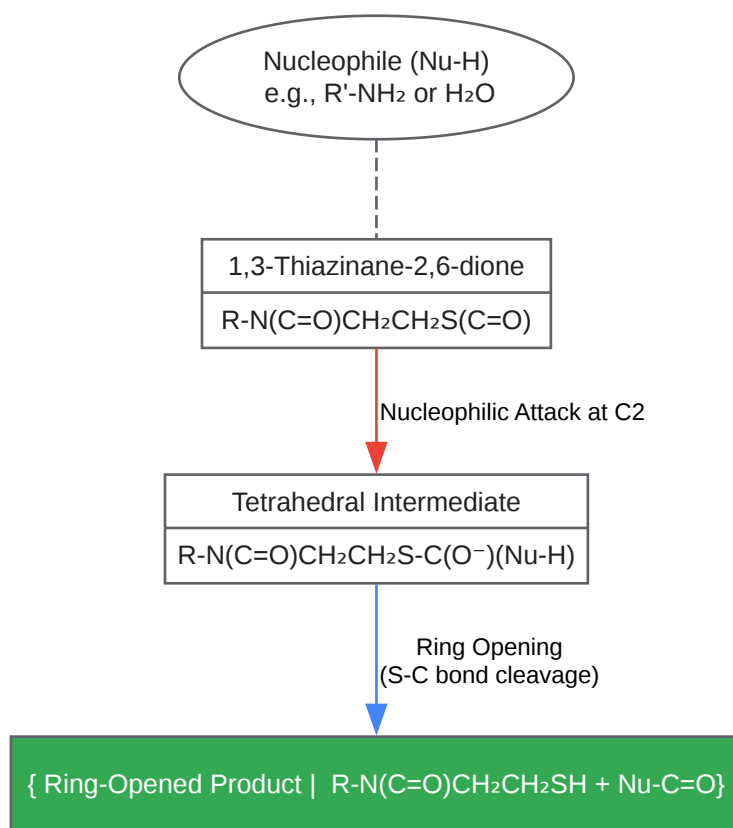 Nucleophile (Nu-H)
e.g., R'-NH₂ or H₂O
1,3-Thiazinane-2,6-dione
R-N(C=O)CH₂CH₂S(C=O)
Nucleophilic Attack at C2
Tetrahedral Intermediate
R-N(C=O)CH₂CH₂S-C(O⁻)(Nu-H)
Ring Opening
(S-C bond cleavage)
{ Ring-Opened Product | R-N(C=O)CH₂CH₂SH + Nu-C=O}